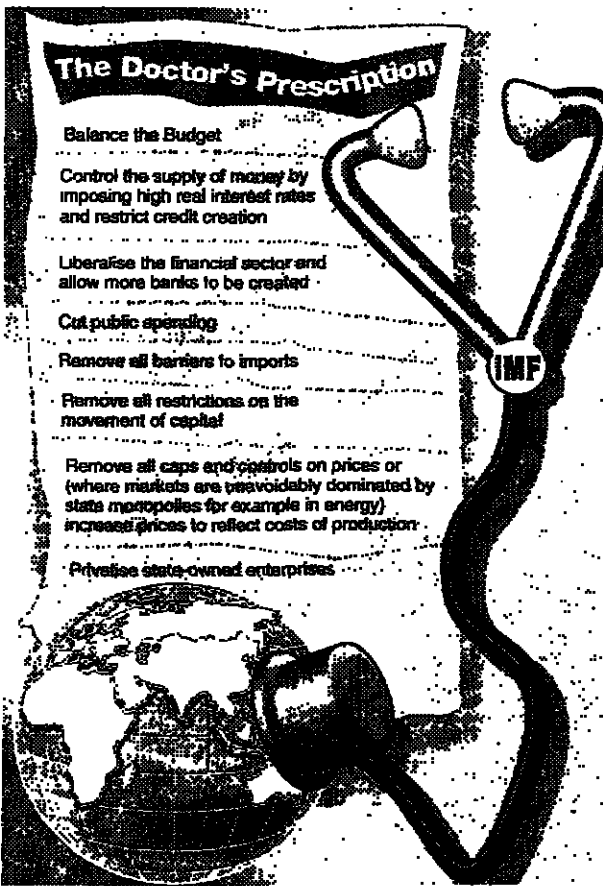 The Doctor's Prescription
Balance the Budget
Control the supply of money by
imposing high real interest rates
and restrict credit creation
Liberalise the financial sector and
allow more banks to be created
Cut public spending
Remove all barriers to imports
Remove all restrictions on the
movement of capital
Remove all caps and controls on prices or
(where markets are unavoidably dominated by
state monopolies for example in energy)
increase prices to reflect costs of production
Privatise state-owned enterprises
IMF